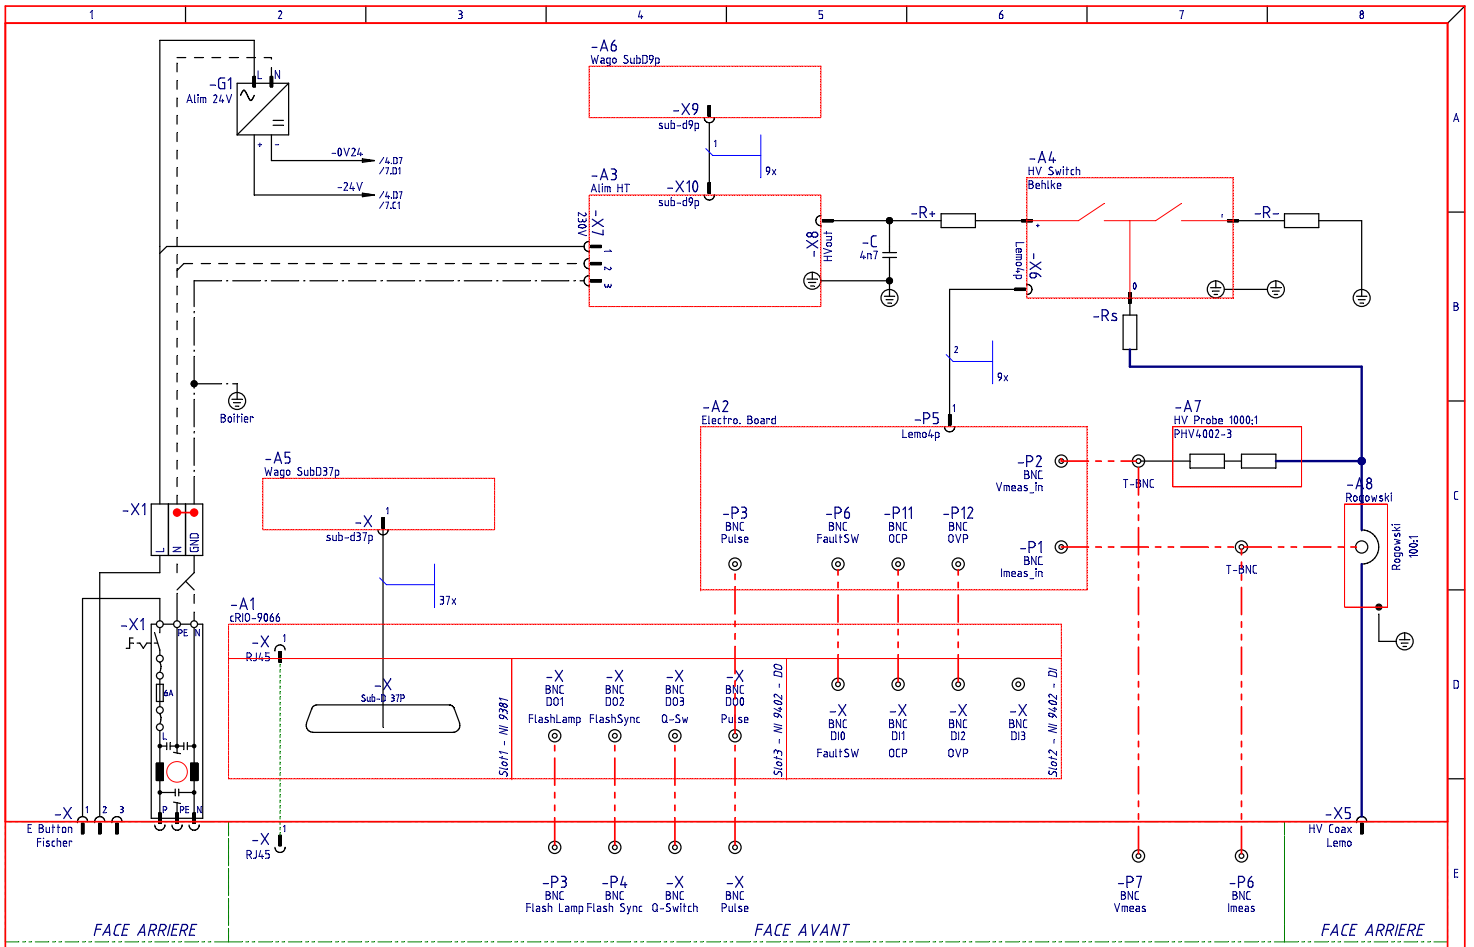 1 2 3 4 5 6 7 8
A
B
C
D
E
-G1
Alim 24V
L N
+ -
-0V24
/4.D7
/7.D1
-24V
/4.D7
/7.C1
-A6
Wago SubD9p
-X9
sub-d9p
1
9x
-A3
Alim HT
-X10
sub-d9p
-X7
230V
1
2
3
-X8
HVout
-C
4n7
-R+
-A4
HV Switch
Behlke
+
-
0
-X6
Lemo4p
-R-
-Rs
2
9x
Boitier
-A5
Wago SubD37p
-X
1
sub-d37p
37x
-X1
L
N
GND
-A2
Electro. Board
-P5
1
Lemo4p
-P2
BNC
Vmeas_in
-P1
BNC
Imeas_in
-P3
BNC
Pulse
-P6
BNC
FaultSW
-P11
BNC
OCP
-P12
BNC
OVP
-A7
HV Probe 1000:1
PHV4002-3
T-BNC
T-BNC
-A8
Rogowski
Rogowski
100:1
-X1
PE N
6A
L
P PE N
-A1
cRIO-9066
-X
1
RJ45
-X
Sub-D 37P
Slot1 - NI 9381
-X
BNC
DO1
FlashLamp
-X
BNC
DO2
FlashSync
-X
BNC
DO3
Q-Sw
-X
BNC
DO0
Pulse
Slot3 - NI 9402 - DO
-X
BNC
DI0
FaultSW
-X
BNC
DI1
OCP
-X
BNC
DI2
OVP
-X
BNC
DI3
Slot2 - NI 9402 - DI
-X
1 2 3
E Button
Fischer
-X
1
RJ45
-P3
BNC
Flash Lamp
-P4
BNC
Flash Sync
-X
BNC
Q-Switch
-X
BNC
Pulse
-P7
BNC
Vmeas
-P6
BNC
Imeas
-X5
HV Coax
Lemo
FACE ARRIERE
FACE AVANT
FACE ARRIERE